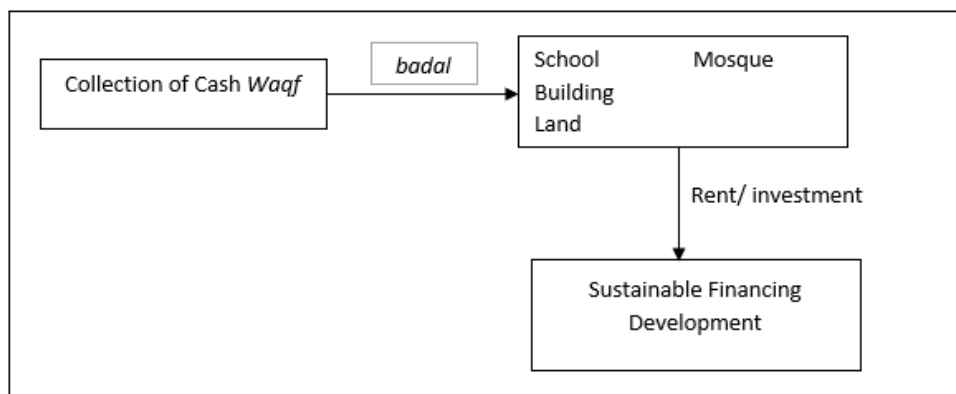 Collection of Cash Waqf
badal
School Mosque
Building
Land
Rent/ investment
Sustainable Financing
Development